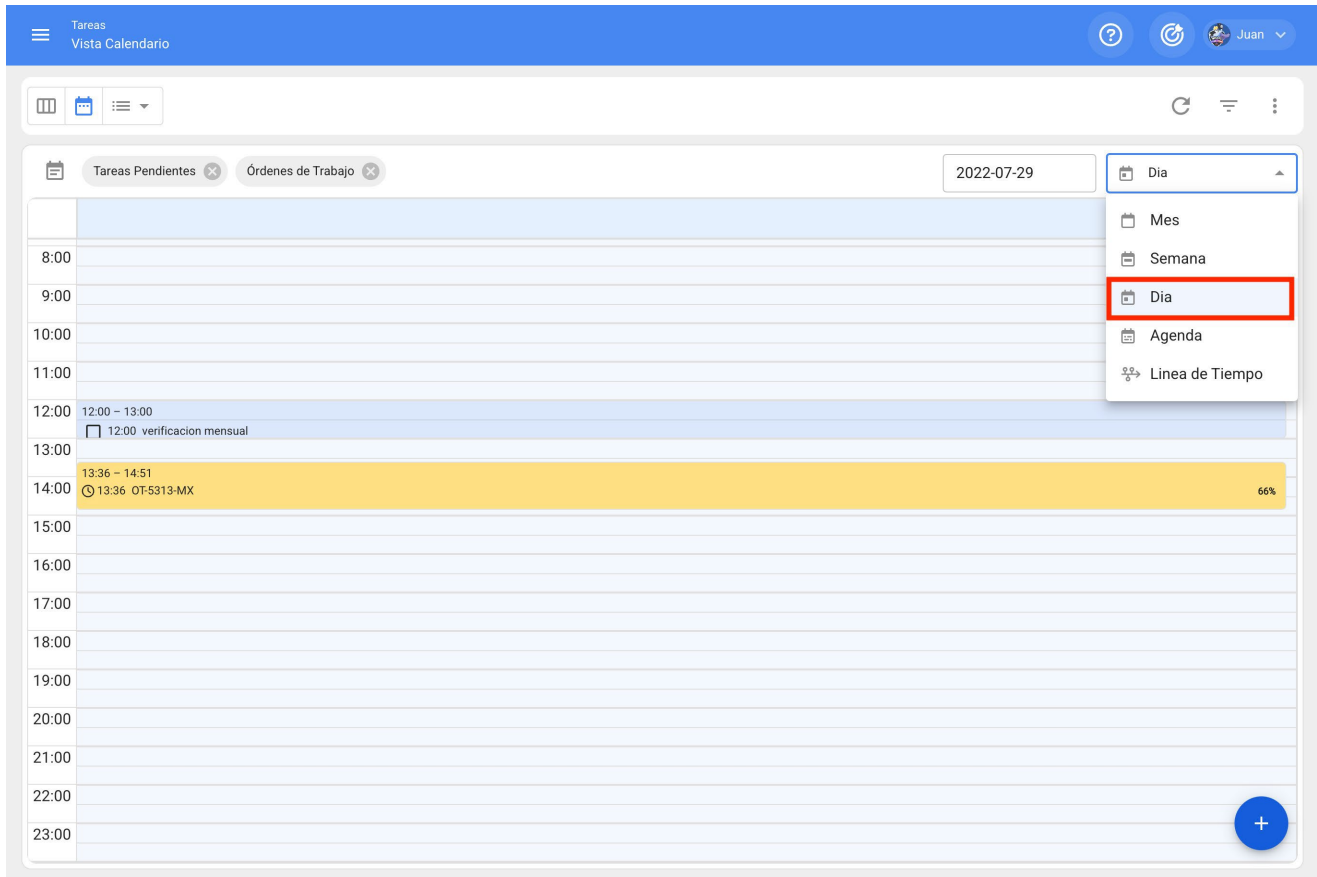 Tareas
Vista Calendario
Juan
Tareas Pendientes
Órdenes de Trabajo
2022-07-29
Dia
Mes
Semana
Dia
Agenda
Linea de Tiempo
8:00
9:00
10:00
11:00
12:00
12:00 – 13:00
12:00 verificacion mensual
13:00
13:36 – 14:51
14:00
13:36 OT-5313-MX
66%
15:00
16:00
17:00
18:00
19:00
20:00
21:00
22:00
23:00